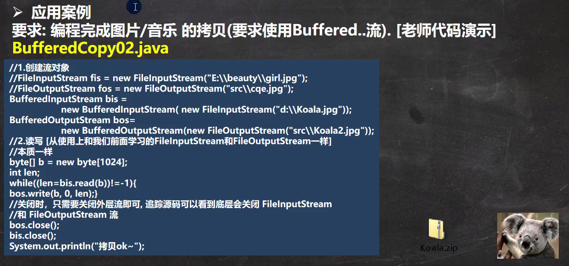 ➢ 应用案例
要求: 编程完成图片/音乐 的拷贝(要求使用Buffered..流). [老师代码演示]
BufferedCopy02.java
//1.创建流对象
//FileInputStream fis = new FileInputStream("E:\\beauty\\girl.jpg");
//FileOutputStream fos = new FileOutputStream("src\\cqe.jpg");
BufferedInputStream bis =
new BufferedInputStream( new FileInputStream("d:\\Koala.jpg"));
BufferedOutputStream bos=
new BufferedOutputStream(new FileOutputStream("src\\Koala2.jpg"));
//2.读写 [从使用上和我们前面学习的FileInputStream和FileOutputStream一样]
//本质一样
byte[] b = new byte[1024];
int len;
while((len=bis.read(b))!=-1){
bos.write(b, 0, len);}
//关闭时，只需要关闭外层流即可, 追踪源码可以看到底层会关闭 FileInputStream
//和 FileOutputStream 流
bos.close();
bis.close();
System.out.println("拷贝ok~");
Koala.zip